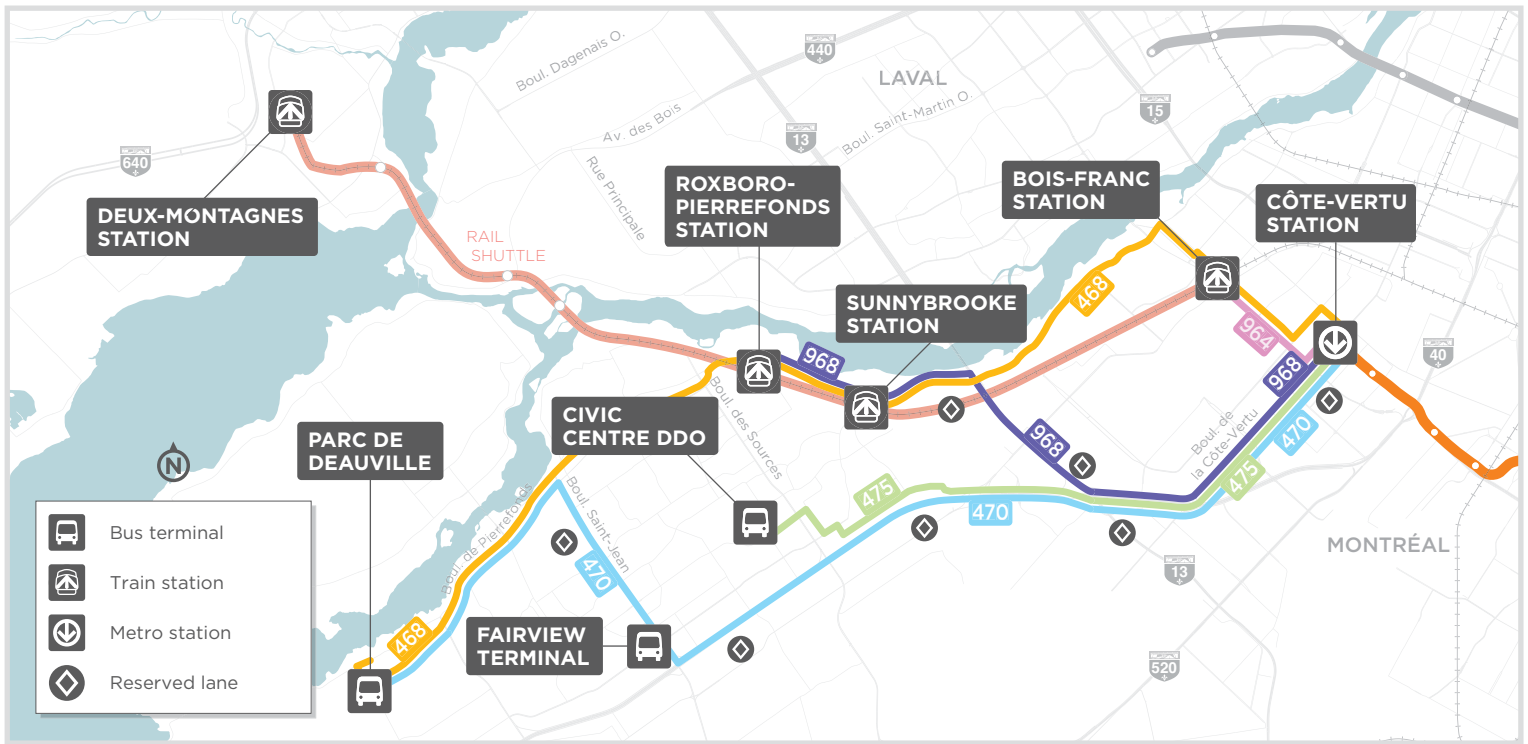 Boul. Dagenais O.
440
LAVAL
Boul. Saint-Martin O.
Av. des Bois
13
15
640
Rue Principale
DEUX-MONTAGNES
STATION
RAIL
SHUTTLE
ROXBORO-
PIERREFONDS
STATION
BOIS-FRANC
STATION
CÔTE-VERTU
STATION
SUNNYBROOKE
STATION
468
964
968
968
40
Boul. des Sources
CIVIC
CENTRE DDO
PARC DE
DEAUVILLE
N
968
Boul. de
la Côte-Vertu
470
475
475
470
Boul. de Pierrefonds
Boul. Saint-Jean
470
MONTRÉAL
13
468
FAIRVIEW
TERMINAL
520
Bus terminal
Train station
Metro station
Reserved lane